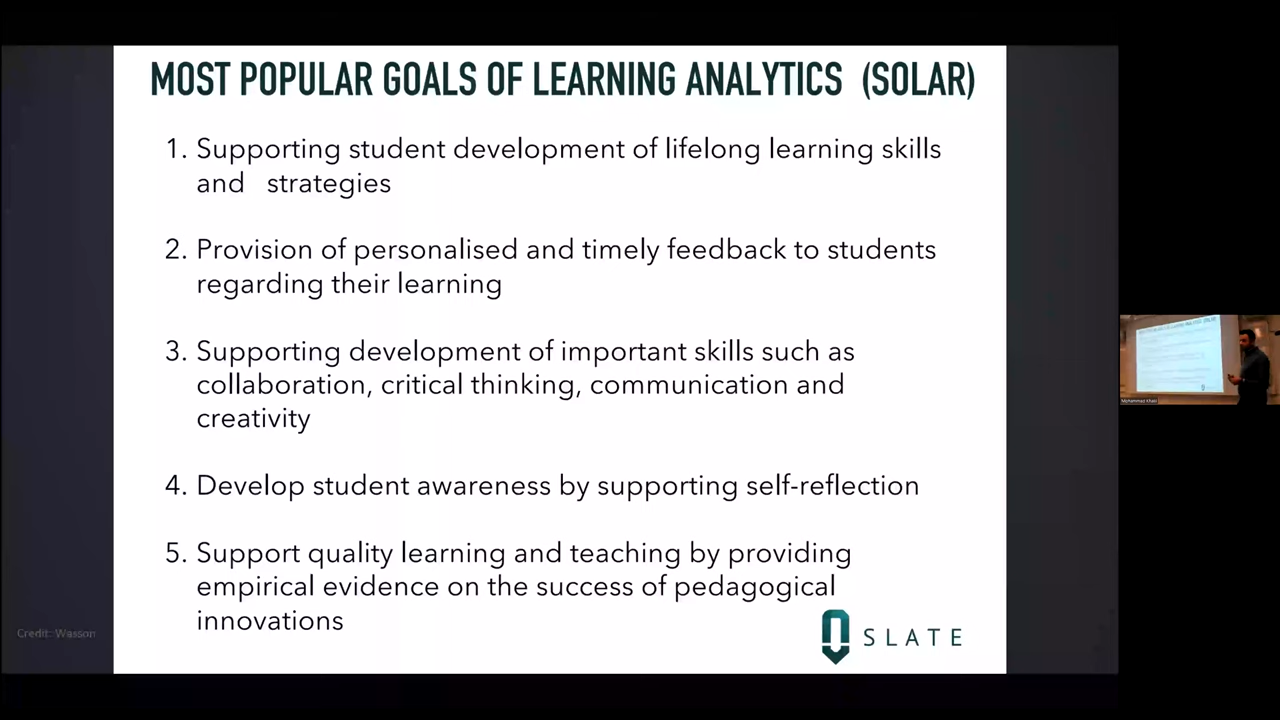 MOST POPULAR GOALS OF LEARNING ANALYTICS (SOLAR)
1. Supporting student development of lifelong learning skills
and strategies
2. Provision of personalised and timely feedback to students
regarding their learning
3. Supporting development of important skills such as
collaboration, critical thinking, communication and
creativity
4. Develop student awareness by supporting self-reflection
5. Support quality learning and teaching by providing
empirical evidence on the success of pedagogical
innovations
SLATE
Credit: Wasson
Mohammad Khalil